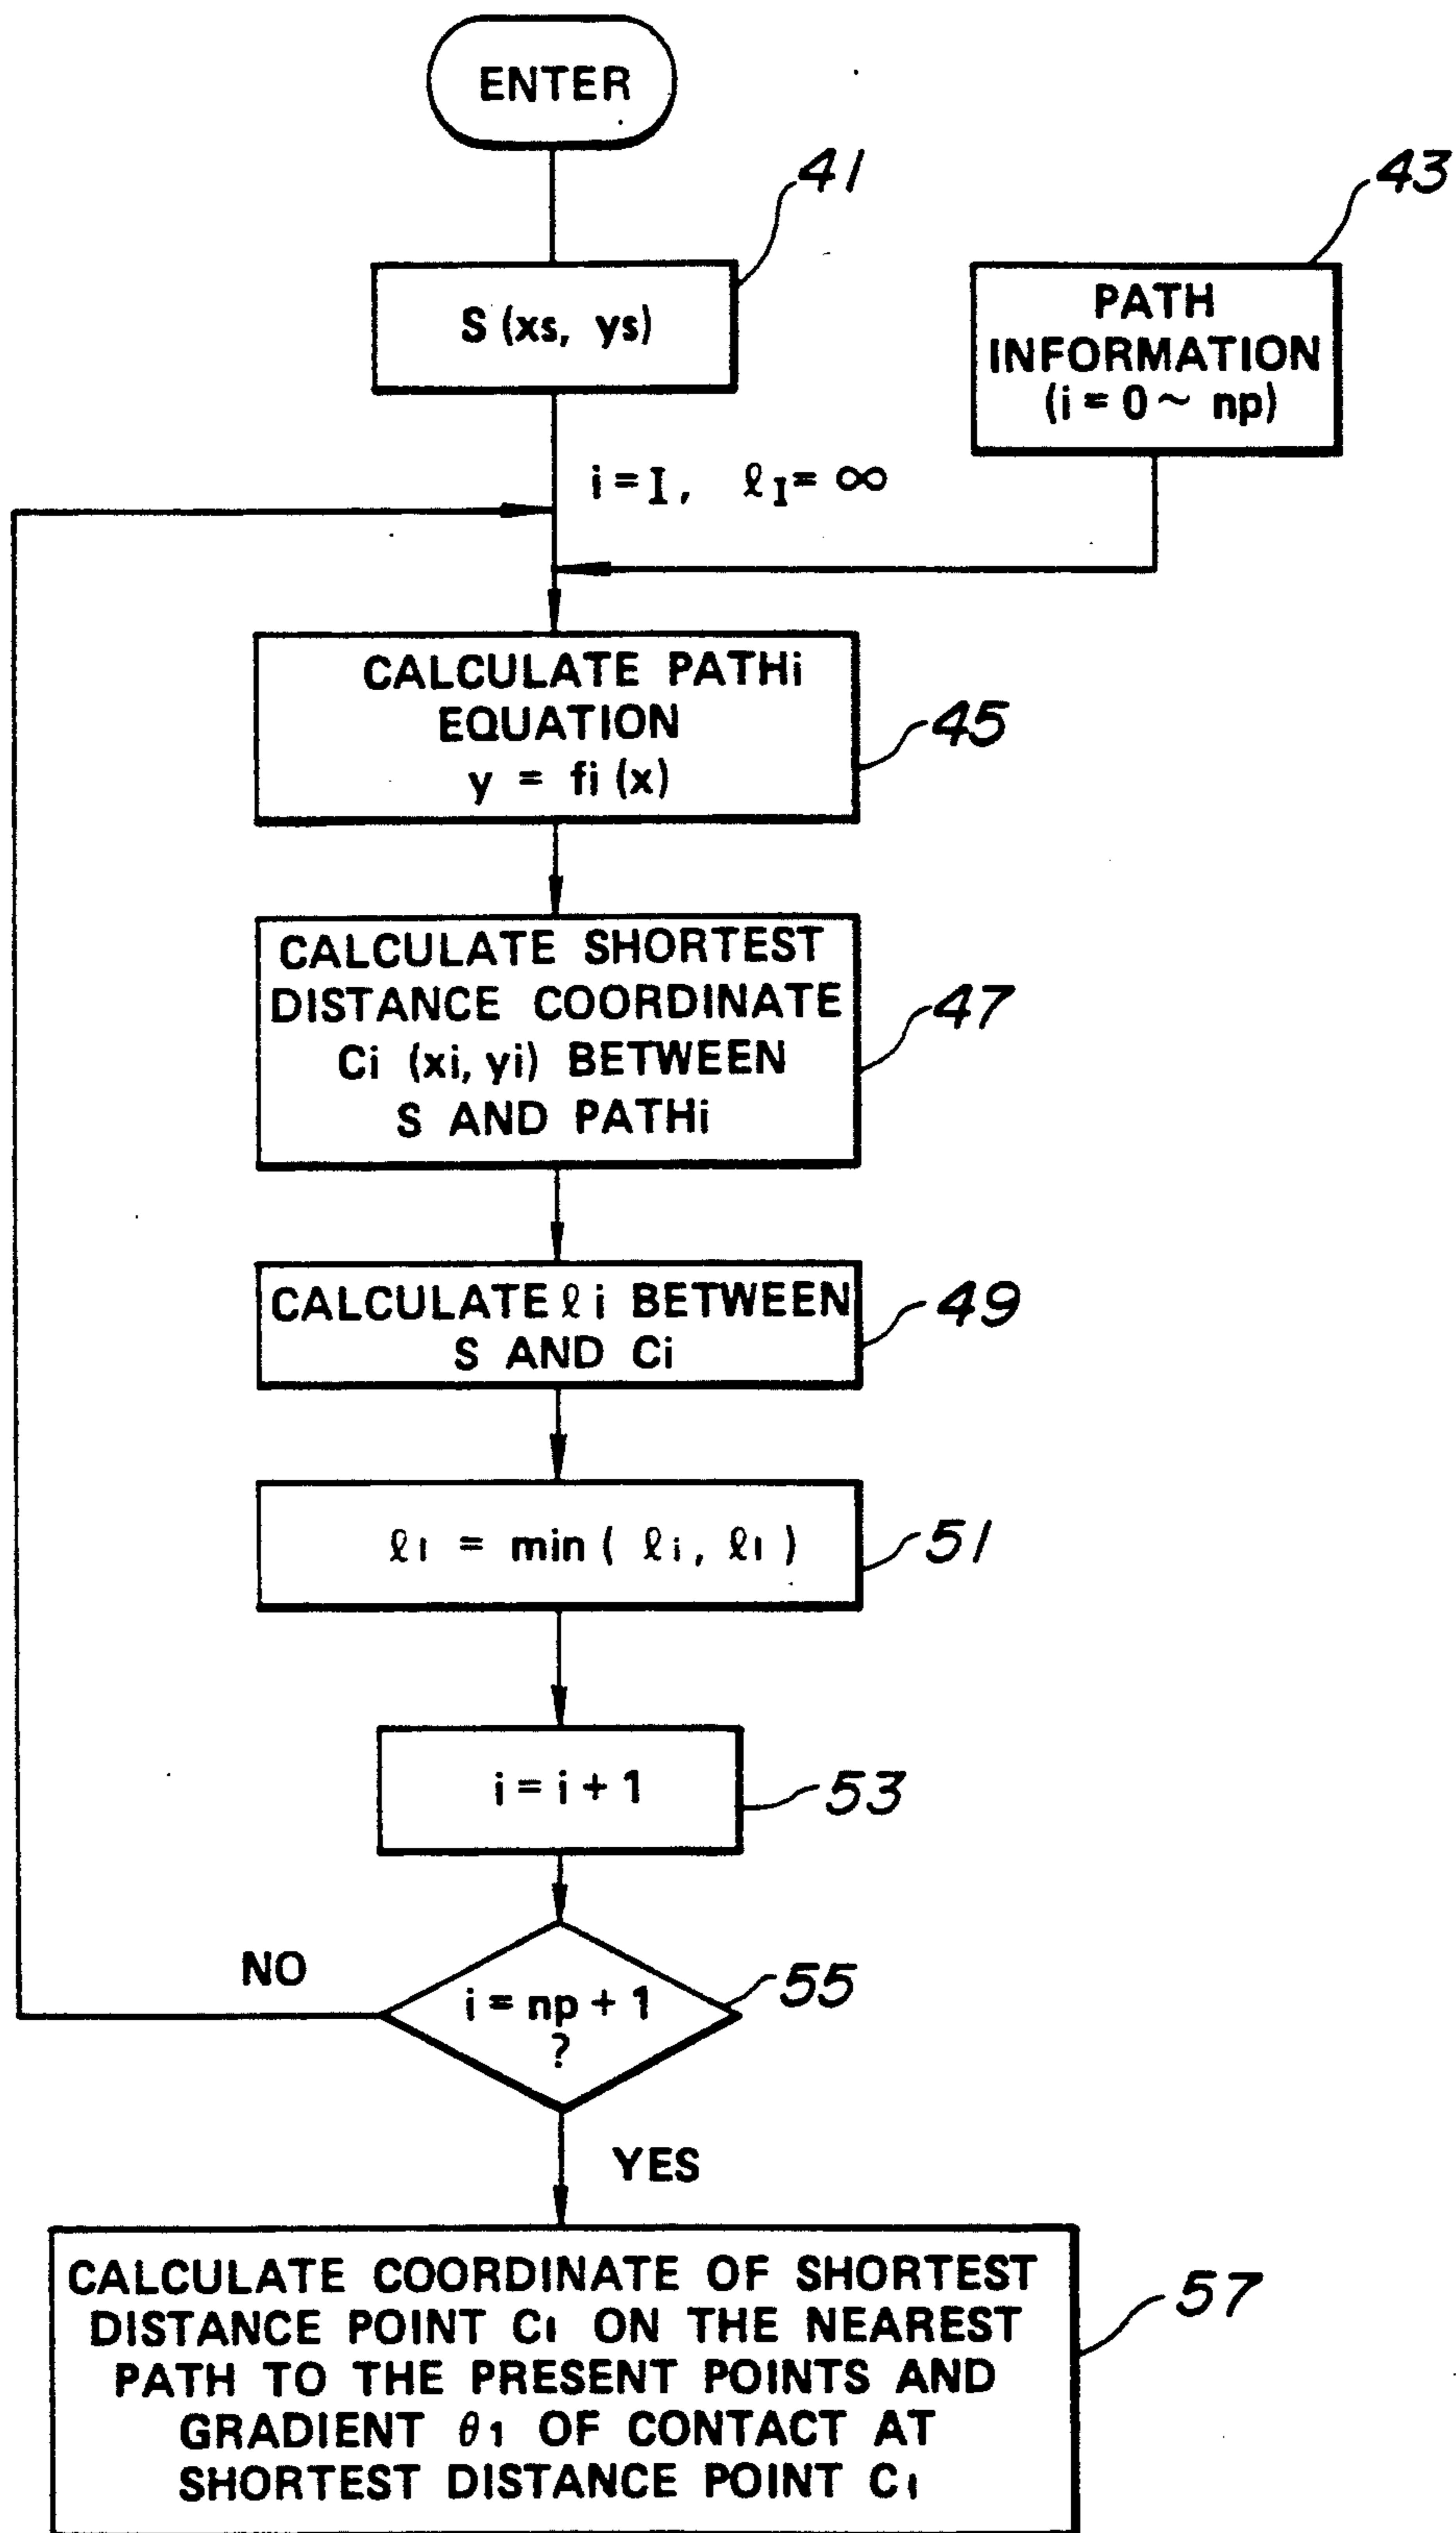 ENTER
41
S (xs, ys)
43
PATH
INFORMATION
(i = 0 ~ np)
i = I, ℓI = ∞
CALCULATE PATHi
EQUATION
y = fi (x)
45
CALCULATE SHORTEST
DISTANCE COORDINATE
Ci (xi, yi) BETWEEN
S AND PATHi
47
CALCULATE ℓi BETWEEN
S AND Ci
49
ℓI = min ( ℓi, ℓI )
51
i = i + 1
53
NO
i = np + 1
?
55
YES
CALCULATE COORDINATE OF SHORTEST
DISTANCE POINT CI ON THE NEAREST
PATH TO THE PRESENT POINTS AND
GRADIENT θ1 OF CONTACT AT
SHORTEST DISTANCE POINT CI
57